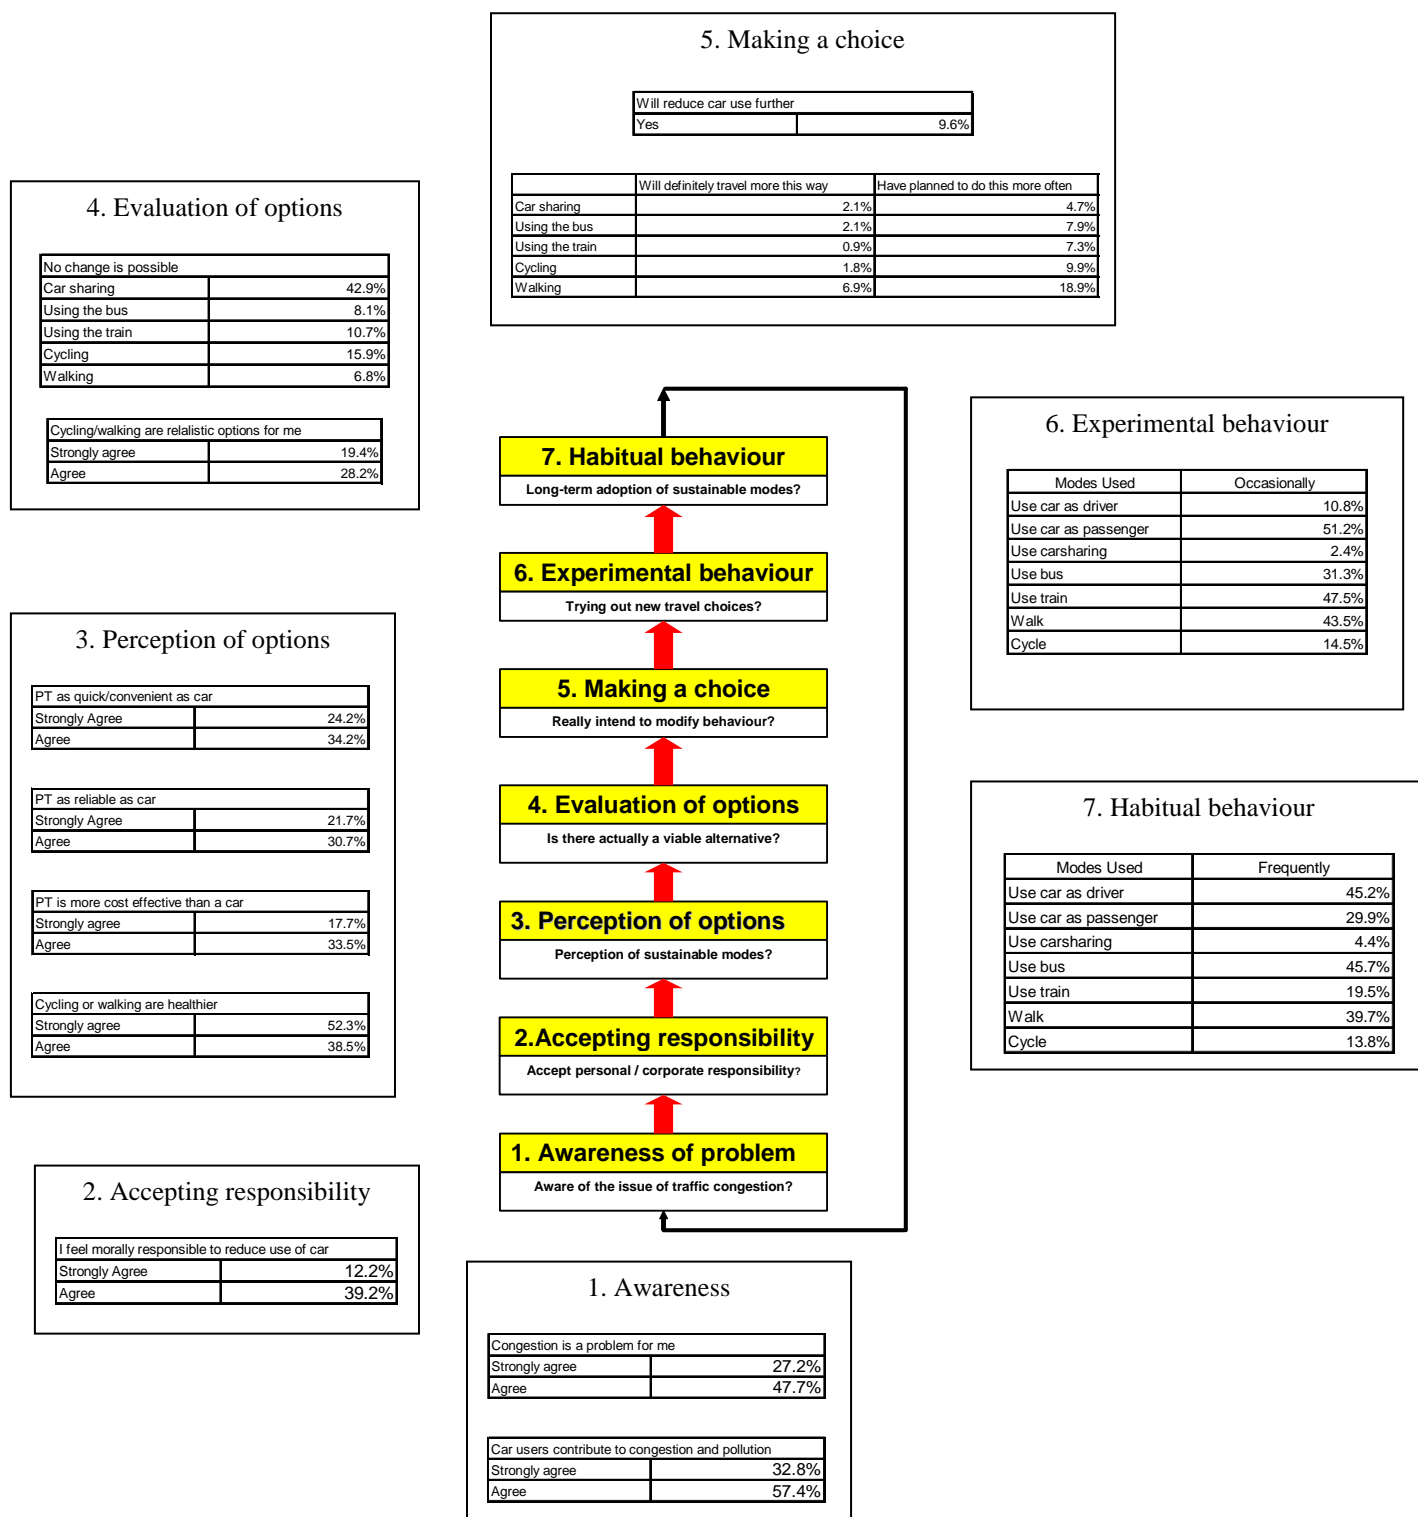 5. Making a choice
Will reduce car use further
Yes 9.6%
Will definitely travel more this way Have planned to do this more often
Car sharing 2.1% 4.7%
Using the bus 2.1% 7.9%
Using the train 0.9% 7.3%
Cycling 1.8% 9.9%
Walking 6.9% 18.9%
4. Evaluation of options
No change is possible
Car sharing 42.9%
Using the bus 8.1%
Using the train 10.7%
Cycling 15.9%
Walking 6.8%
Cycling/walking are relalistic options for me
Strongly agree 19.4%
Agree 28.2%
3. Perception of options
PT as quick/convenient as car
Strongly Agree 24.2%
Agree 34.2%
PT as reliable as car
Strongly Agree 21.7%
Agree 30.7%
PT is more cost effective than a car
Strongly agree 17.7%
Agree 33.5%
Cycling or walking are healthier
Strongly agree 52.3%
Agree 38.5%
2. Accepting responsibility
I feel morally responsible to reduce use of car
Strongly Agree 12.2%
Agree 39.2%
7. Habitual behaviour
Long-term adoption of sustainable modes?
6. Experimental behaviour
Trying out new travel choices?
5. Making a choice
Really intend to modify behaviour?
4. Evaluation of options
Is there actually a viable alternative?
3. Perception of options
Perception of sustainable modes?
2.Accepting responsibility
Accept personal / corporate responsibility?
1. Awareness of problem
Aware of the issue of traffic congestion?
6. Experimental behaviour
Modes Used Occasionally
Use car as driver 10.8%
Use car as passenger 51.2%
Use carsharing 2.4%
Use bus 31.3%
Use train 47.5%
Walk 43.5%
Cycle 14.5%
7. Habitual behaviour
Modes Used Frequently
Use car as driver 45.2%
Use car as passenger 29.9%
Use carsharing 4.4%
Use bus 45.7%
Use train 19.5%
Walk 39.7%
Cycle 13.8%
1. Awareness
Congestion is a problem for me
Strongly agree 27.2%
Agree 47.7%
Car users contribute to congestion and pollution
Strongly agree 32.8%
Agree 57.4%